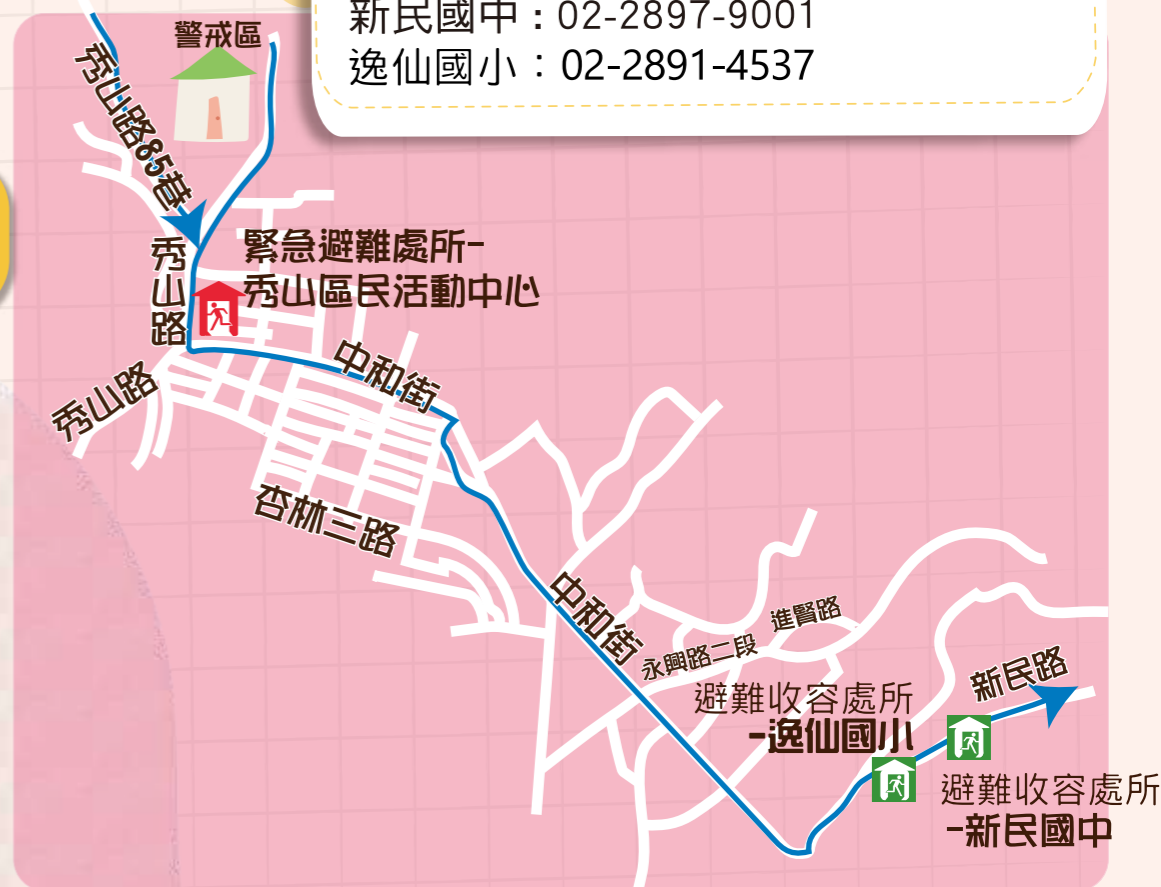 新民國中：02-2897-9001
逸仙國小：02-2891-4537
警戒區
秀山路85巷
緊急避難處所-
秀山區民活動中心
秀山路
秀山路
中和街
杏林三路
中和街
進賢路
永興路二段
新民路
避難收容處所
-逸仙國小
避難收容處所
-新民國中